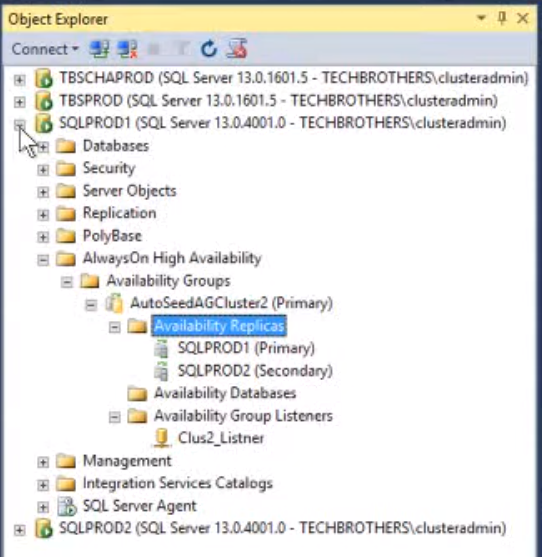 Object Explorer
Connect
TBSCHAPROD (SQL Server 13.0.1601.5 - TECHBROTHERS\clusteradmin)
TBSPROD (SQL Server 13.0.1601.5 - TECHBROTHERS\clusteradmin)
SQLPROD1 (SQL Server 13.0.4001.0 - TECHBROTHERS\clusteradmin)
Databases
Security
Server Objects
Replication
PolyBase
AlwaysOn High Availability
Availability Groups
AutoSeedAGCluster2 (Primary)
Availability Replicas
SQLPROD1 (Primary)
SQLPROD2 (Secondary)
Availability Databases
Availability Group Listeners
Clus2_Listner
Management
Integration Services Catalogs
SQL Server Agent
SQLPROD2 (SQL Server 13.0.4001.0 - TECHBROTHERS\clusteradmin)